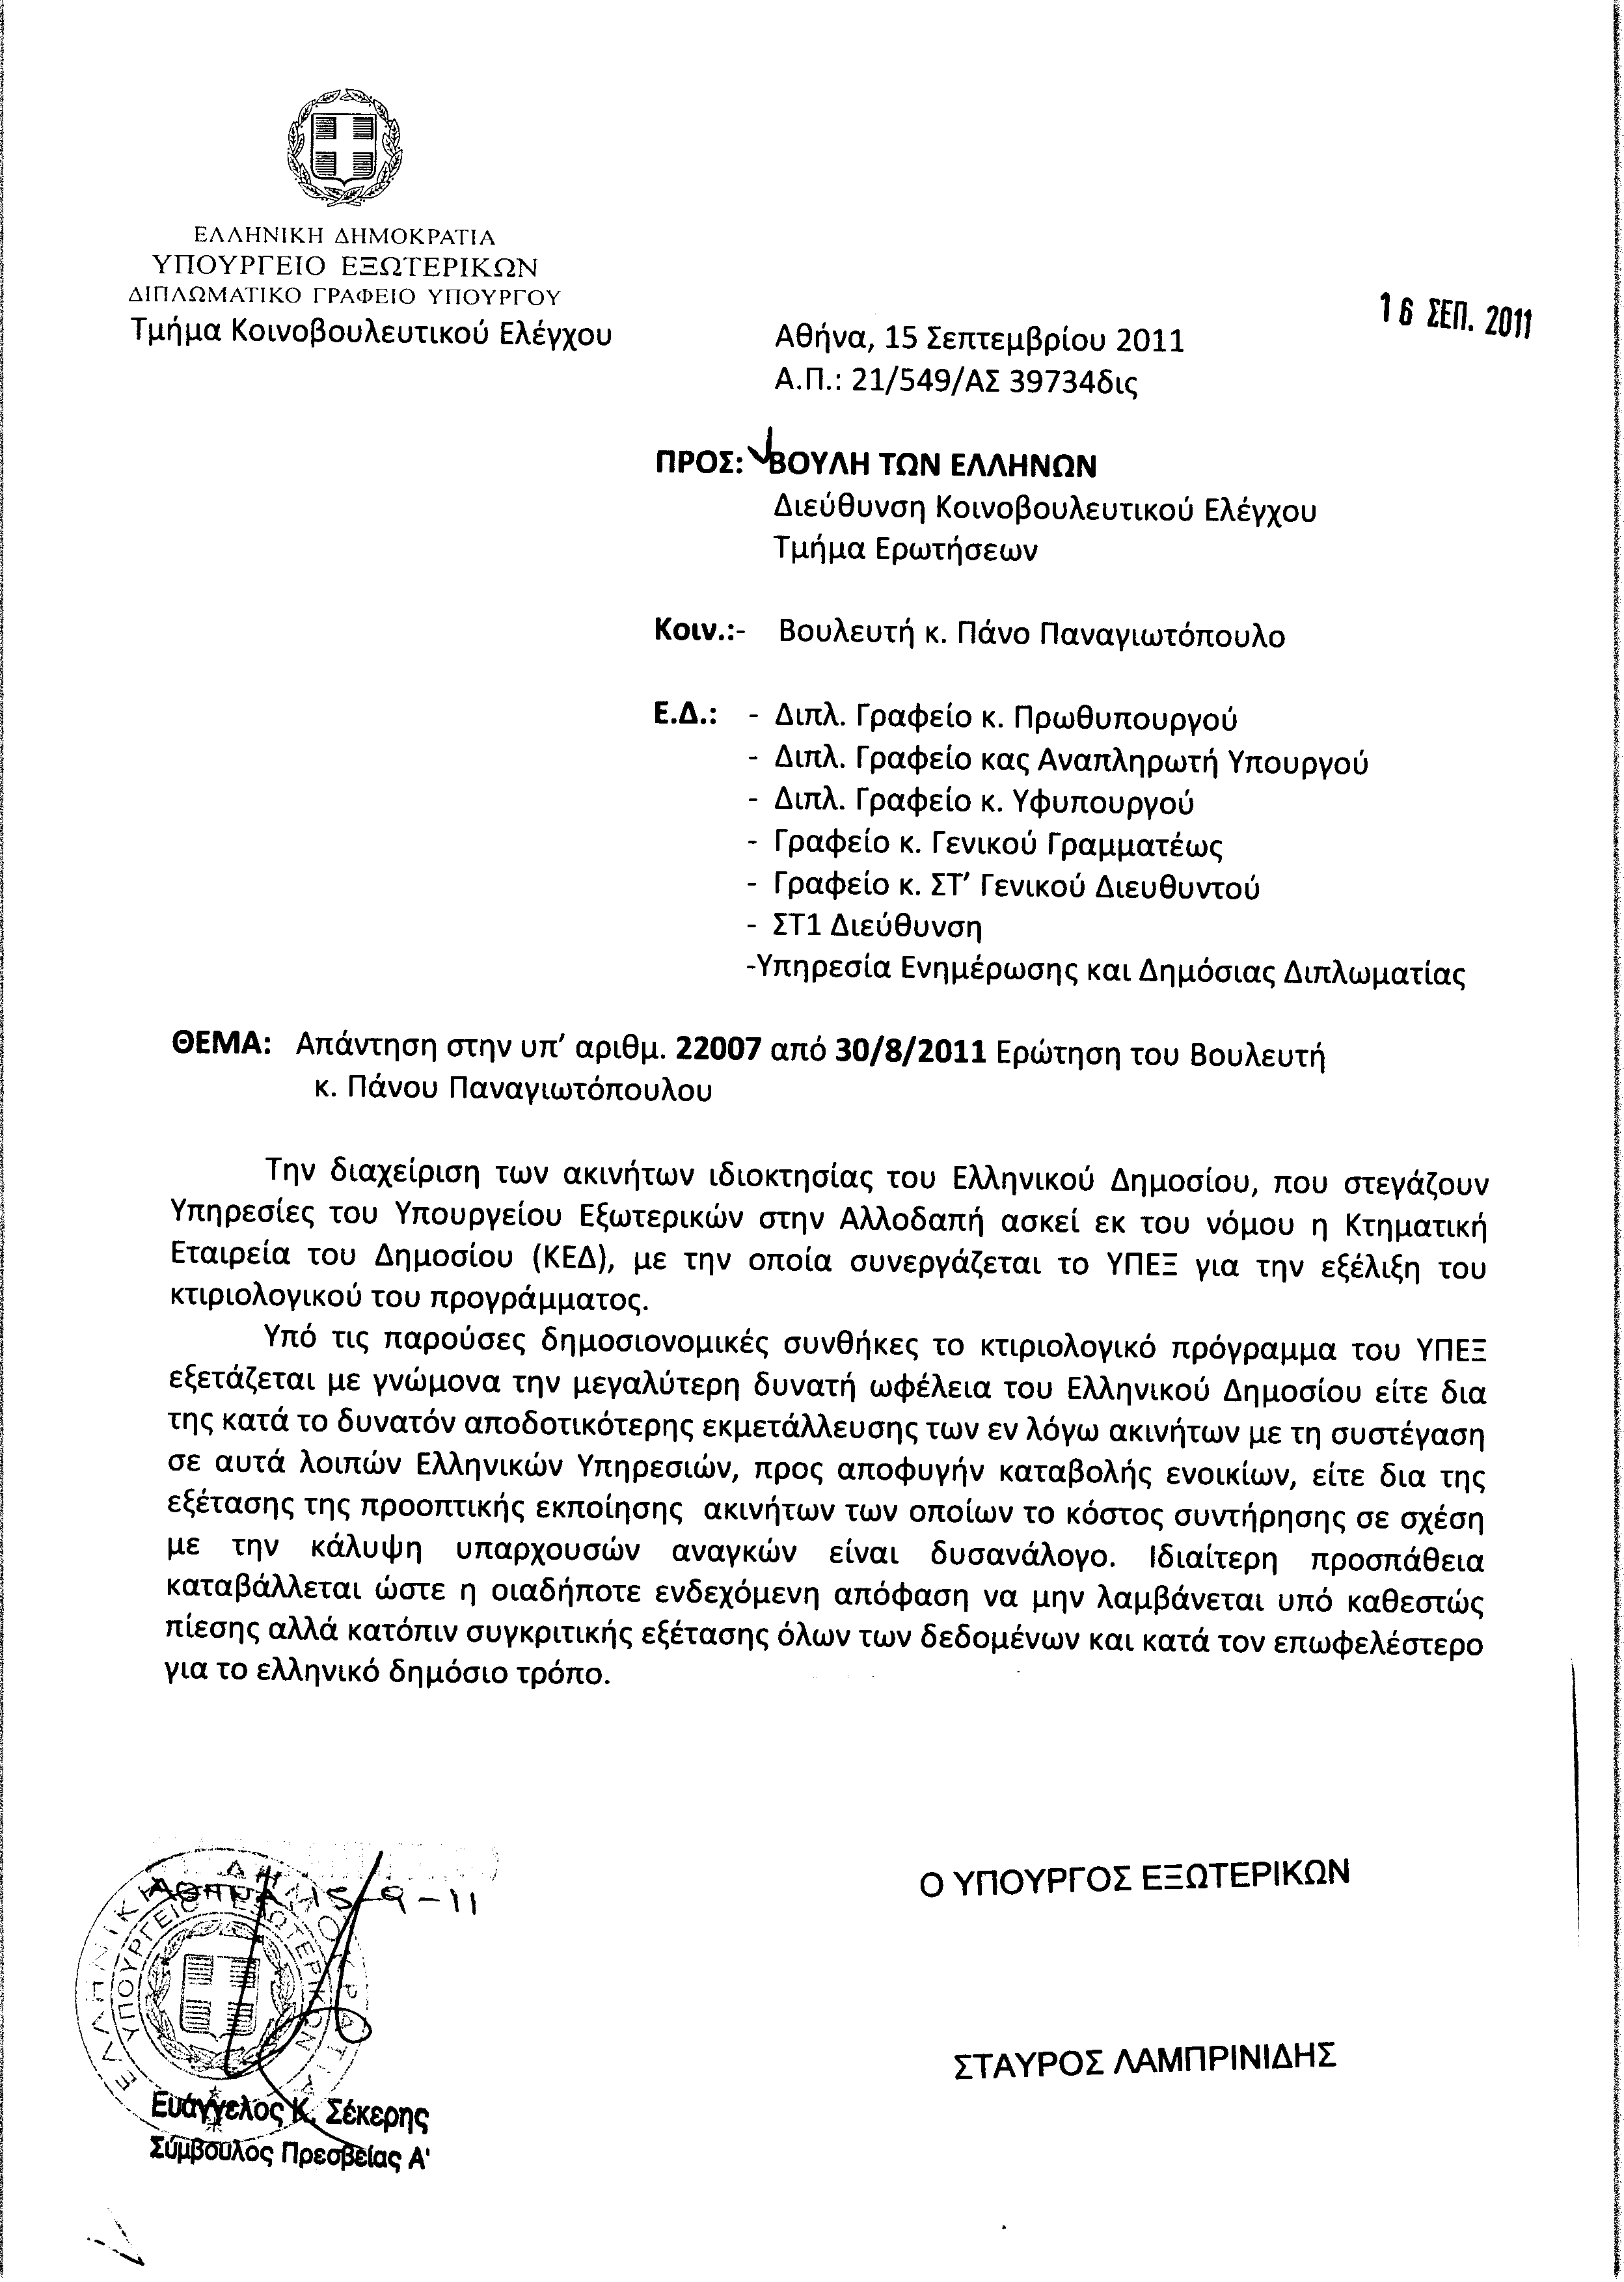 ΕΛΛΗΝΙΚΗ ΔΗΜΟΚΡΑΤΙΑ
ΥΠΟΥΡΓΕΙΟ ΕΞΩΤΕΡΙΚΩΝ
ΔΙΠΛΩΜΑΤΙΚΟ ΓΡΑΦΕΙΟ ΥΠΟΥΡΓΟΥ
Τμήμα Κοινοβουλευτικού Ελέγχου
16 ΣΕΠ. 2011
Αθήνα, 15 Σεπτεμβρίου 2011
Α.Π.: 21/549/ΑΣ 39734δις
ΠΡΟΣ: ΒΟΥΛΗ ΤΩΝ ΕΛΛΗΝΩΝ
Διεύθυνση Κοινοβουλευτικού Ελέγχου
Τμήμα Ερωτήσεων
Κοιν.:- Βουλευτή κ. Πάνο Παναγιωτόπουλο
Ε.Δ.: - Διπλ. Γραφείο κ. Πρωθυπουργού
- Διπλ. Γραφείο κας Αναπληρωτή Υπουργού
- Διπλ. Γραφείο κ. Υφυπουργού
- Γραφείο κ. Γενικού Γραμματέως
- Γραφείο κ. ΣΤ’ Γενικού Διευθυντού
- ΣΤ1 Διεύθυνση
-Υπηρεσία Ενημέρωσης και Δημόσιας Διπλωματίας
ΘΕΜΑ: Απάντηση στην υπ’ αριθμ. 22007 από 30/8/2011 Ερώτηση του Βουλευτή
κ. Πάνου Παναγιωτόπουλου
Την διαχείριση των ακινήτων ιδιοκτησίας του Ελληνικού Δημοσίου, που στεγάζουν
Υπηρεσίες του Υπουργείου Εξωτερικών στην Αλλοδαπή ασκεί εκ του νόμου η Κτηματική
Εταιρεία του Δημοσίου (ΚΕΔ), με την οποία συνεργάζεται το ΥΠΕΞ για την εξέλιξη του
κτιριολογικού του προγράμματος.
Υπό τις παρούσες δημοσιονομικές συνθήκες το κτιριολογικό πρόγραμμα του ΥΠΕΞ
εξετάζεται με γνώμονα την μεγαλύτερη δυνατή ωφέλεια του Ελληνικού Δημοσίου είτε δια
της κατά το δυνατόν αποδοτικότερης εκμετάλλευσης των εν λόγω ακινήτων με τη συστέγαση
σε αυτά λοιπών Ελληνικών Υπηρεσιών, προς αποφυγήν καταβολής ενοικίων, είτε δια της
εξέτασης της προοπτικής εκποίησης ακινήτων των οποίων το κόστος συντήρησης σε σχέση
με την κάλυψη υπαρχουσών αναγκών είναι δυσανάλογο. Ιδιαίτερη προσπάθεια
καταβάλλεται ώστε η οιαδήποτε ενδεχόμενη απόφαση να μην λαμβάνεται υπό καθεστώς
πίεσης αλλά κατόπιν συγκριτικής εξέτασης όλων των δεδομένων και κατά τον επωφελέστερο
για το ελληνικό δημόσιο τρόπο.
Ο ΥΠΟΥΡΓΟΣ ΕΞΩΤΕΡΙΚΩΝ
ΑΘΗΝΑ 15-9-11
ΕΛΛΗΝΙΚΗ ΔΗΜΟΚΡΑΤΙΑ
ΥΠΟΥΡΓΕΙΟ ΕΞΩΤΕΡΙΚΩΝ
ΣΤΑΥΡΟΣ ΛΑΜΠΡΙΝΙΔΗΣ
Ευάγγελος Κ. Σέκερης
Σύμβουλος Πρεσβείας Α'